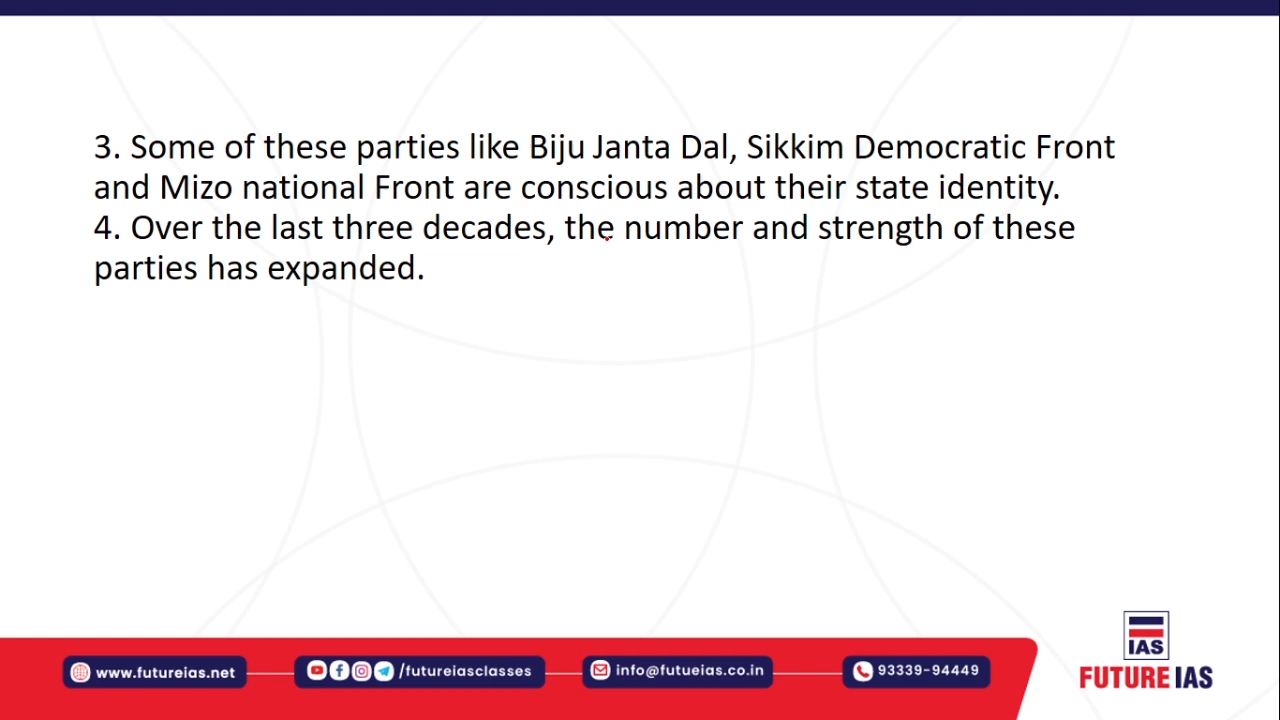 3. Some of these parties like Biju Janta Dal, Sikkim Democratic Front
and Mizo national Front are conscious about their state identity.
4. Over the last three decades, the number and strength of these
parties has expanded.
IAS
www.futureias.net
/futureiasclasses
info@futueias.co.in
93339-94449
FUTURE IAS